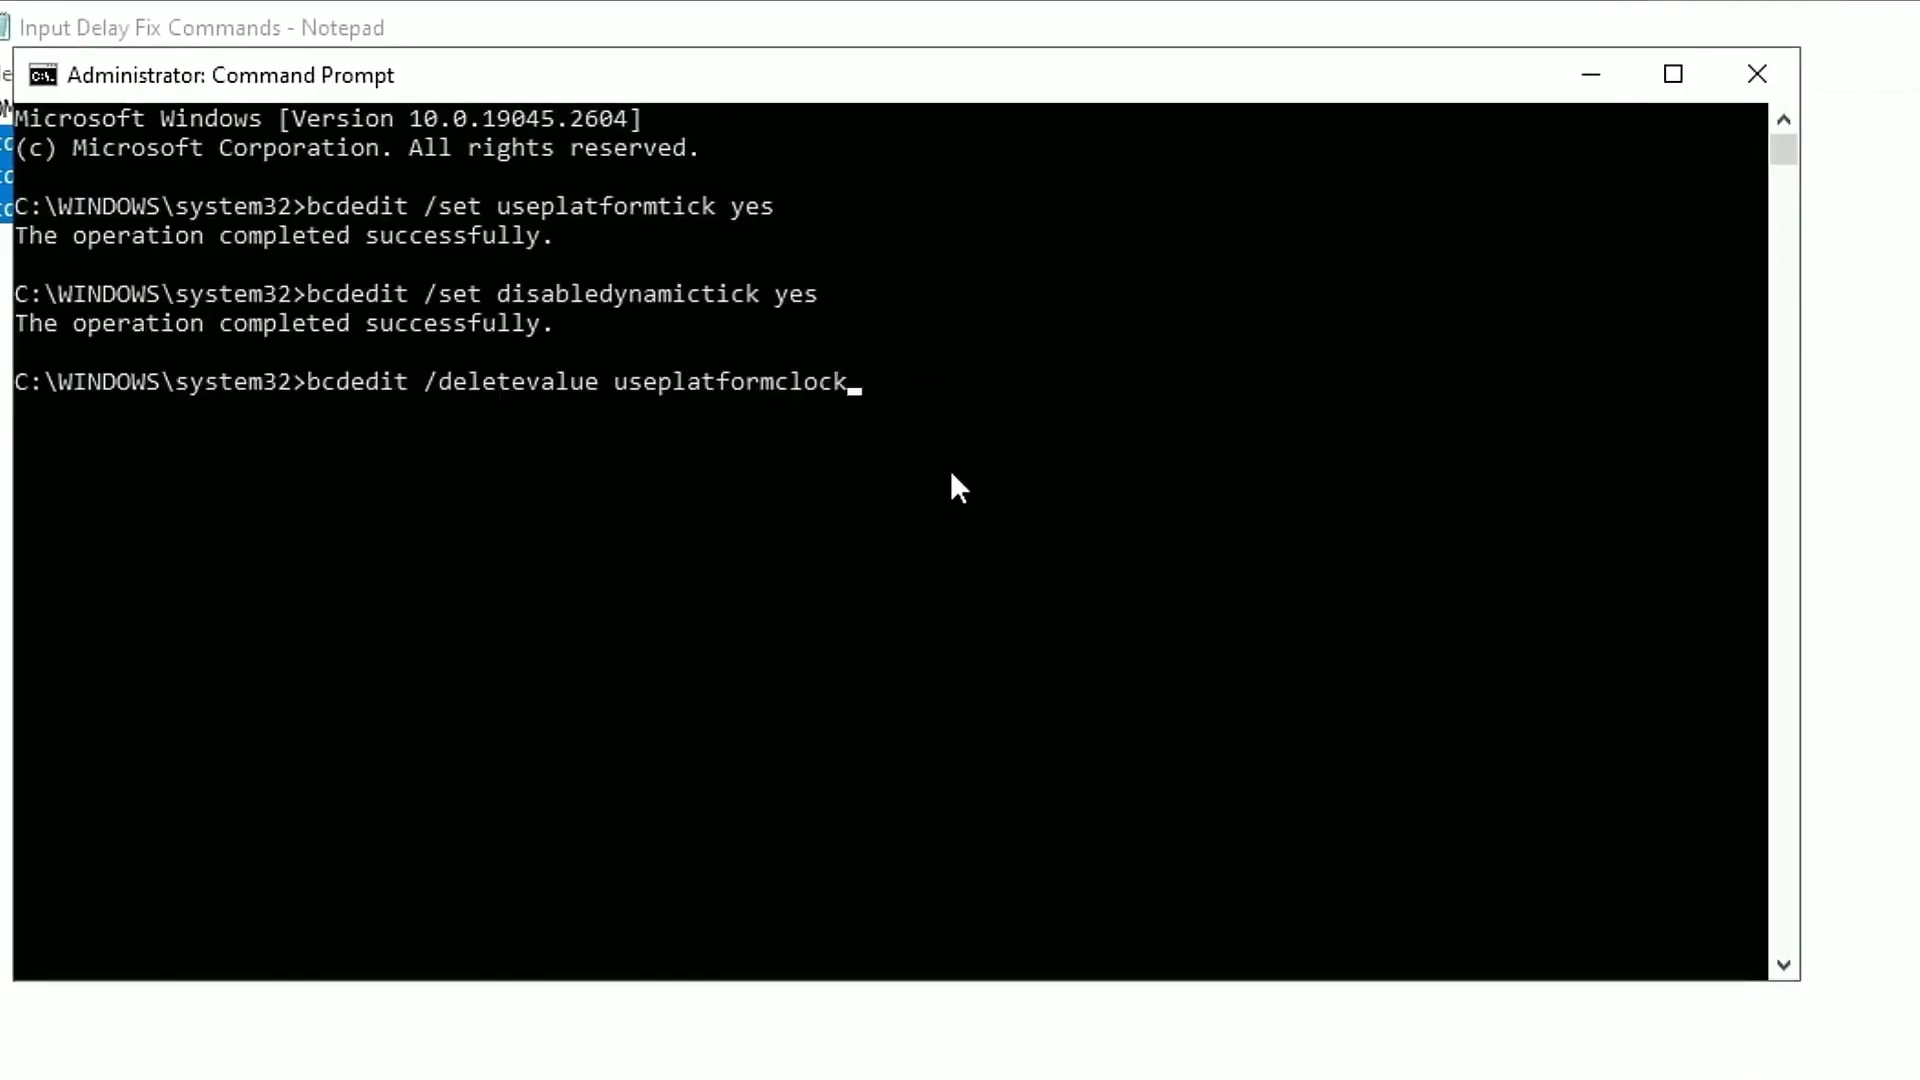 Input Delay Fix Commands - Notepad
Administrator: Command Prompt
Microsoft Windows [Version 10.0.19045.2604]
(c) Microsoft Corporation. All rights reserved.
C:\WINDOWS\system32>bcdedit /set useplatformtick yes
The operation completed successfully.
C:\WINDOWS\system32>bcdedit /set disabledynamictick yes
The operation completed successfully.
C:\WINDOWS\system32>bcdedit /deletevalue useplatformclock